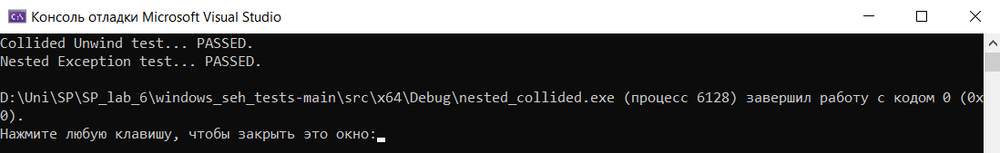 Консоль отладки Microsoft Visual Studio
Collided Unwind test... PASSED.
Nested Exception test... PASSED.
D:\Uni\SP\SP_lab_6\windows_seh_tests-main\src\x64\Debug\nested_collided.exe (процесс 6128) завершил работу с кодом 0 (0x
0).
Нажмите любую клавишу, чтобы закрыть это окно: